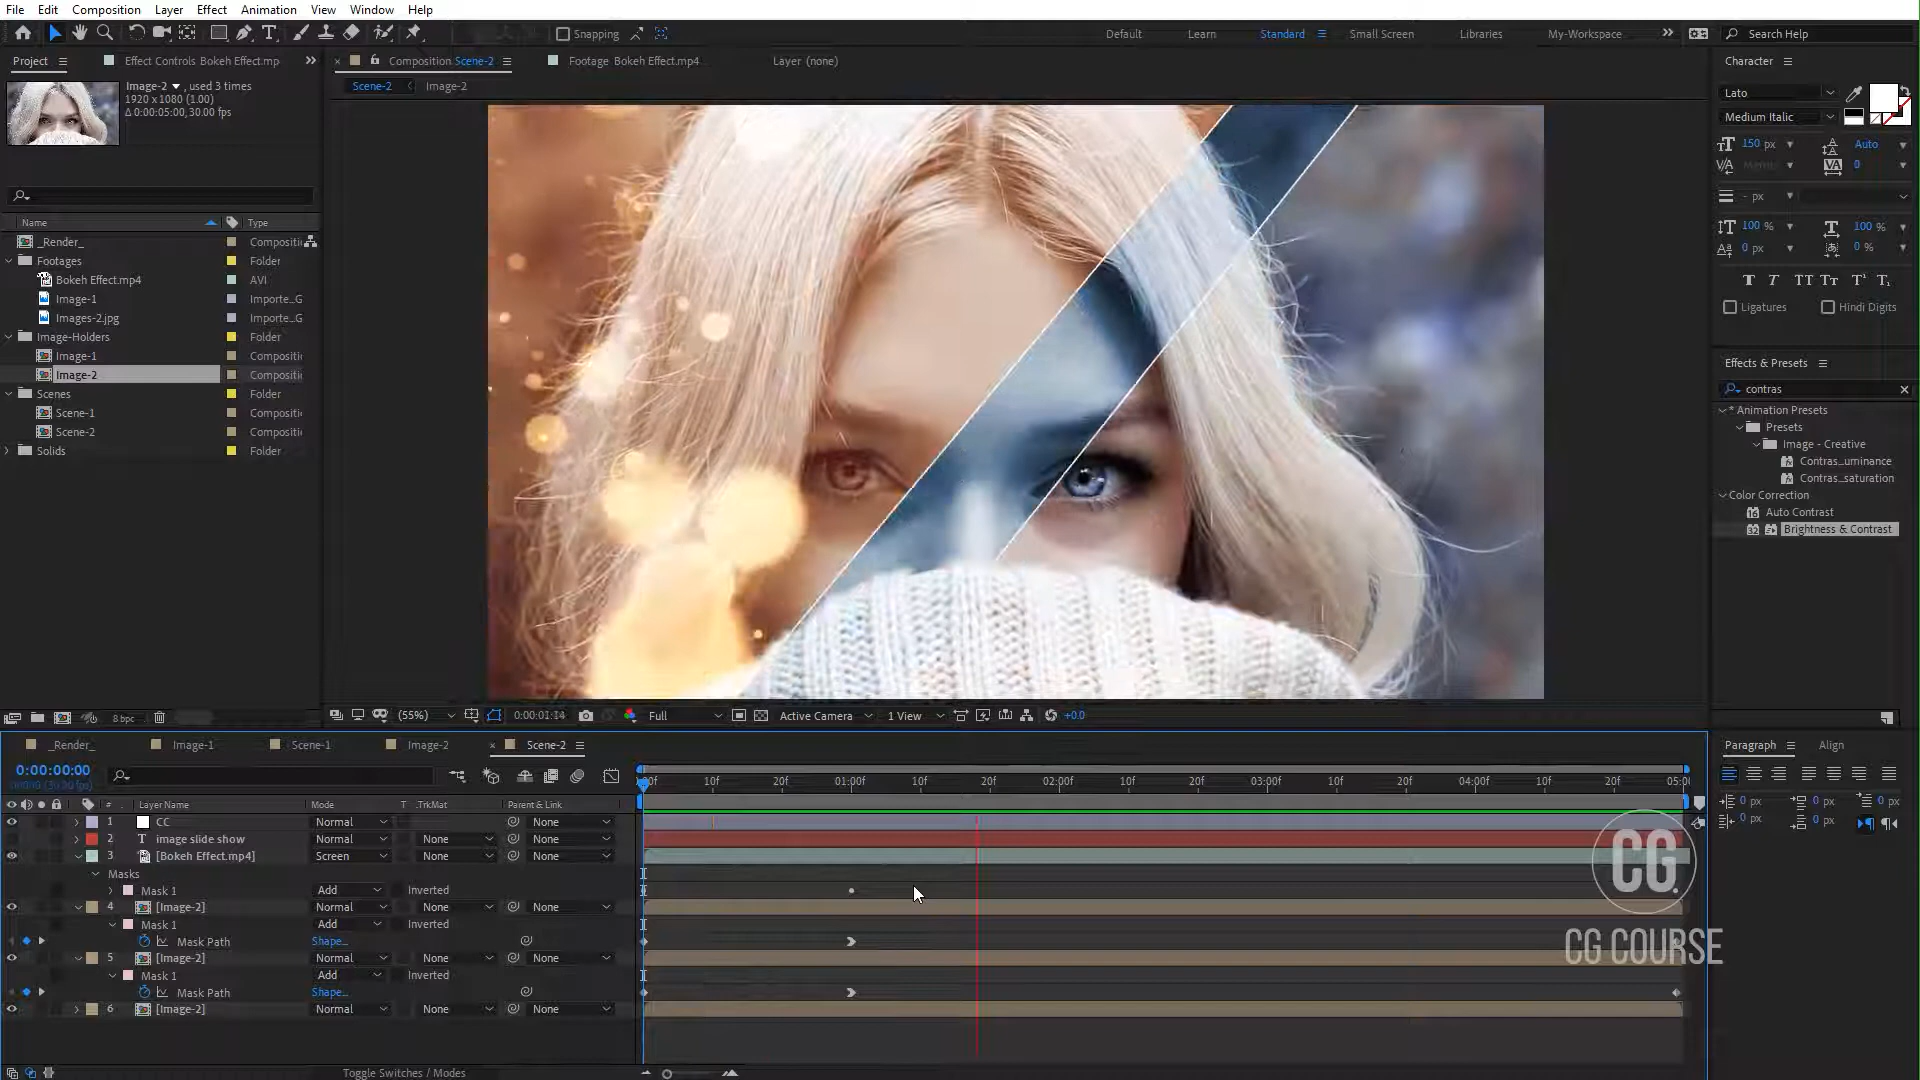 File Edit Composition Layer Effect Animation View Window Help
Snapping Default Learn Standard Small Screen Libraries My-Workspace Search Help
Project Effect Controls Bokeh Effect.mp Composition Scene-2 Footage Bokeh Effect.mp4 Layer (none) Character
Image-2 , used 3 times
1920 x 1080 (1.00)
Δ 0:00:05:00, 30.00 fps
Scene-2 Image-2
Lato
Medium Italic
150 px Auto
0
- px
100 % 100 %
0 px 0 %
T T TT Tт T¹ T₁
Ligatures Hindi Digits
Name Type
_Render_ Compositi
Footages Folder
Bokeh Effect.mp4 AVI
Image-1 Importe_G
Images-2.jpg Importe_G
Image-Holders Folder
Image-1 Compositi
Image-2 Compositi
Scenes Folder
Scene-1 Compositi
Scene-2 Compositi
Solids Folder
Effects & Presets
contras
* Animation Presets
Presets
Image - Creative
Contras_uminance
Contras_saturation
Color Correction
Auto Contrast
Brightness & Contrast
8 bpc (55%) 0:00:01:14 Full Active Camera 1 View +0.0
_Render_ Image-1 Scene-1 Image-2 Scene-2
Paragraph Align
0:00:00:00
:00f 10f 20f 01:00f 10f 20f 02:00f 10f 20f 03:00f 10f 20f 04:00f 10f 20f 05:00
0 px 0 px 0 px
0 px 0 px
# Layer Name Mode T .TrkMat Parent & Link
1 CC Normal None
2 T image slide show Normal None None
3 [Bokeh Effect.mp4] Screen None None
Masks
Mask 1 Add Inverted
4 [Image-2] Normal None None
Mask 1 Add Inverted
Mask Path Shape...
5 [Image-2] Normal None None
Mask 1 Add Inverted
Mask Path Shape...
6 [Image-2] Normal None None
CG
CG COURSE
Toggle Switches / Modes